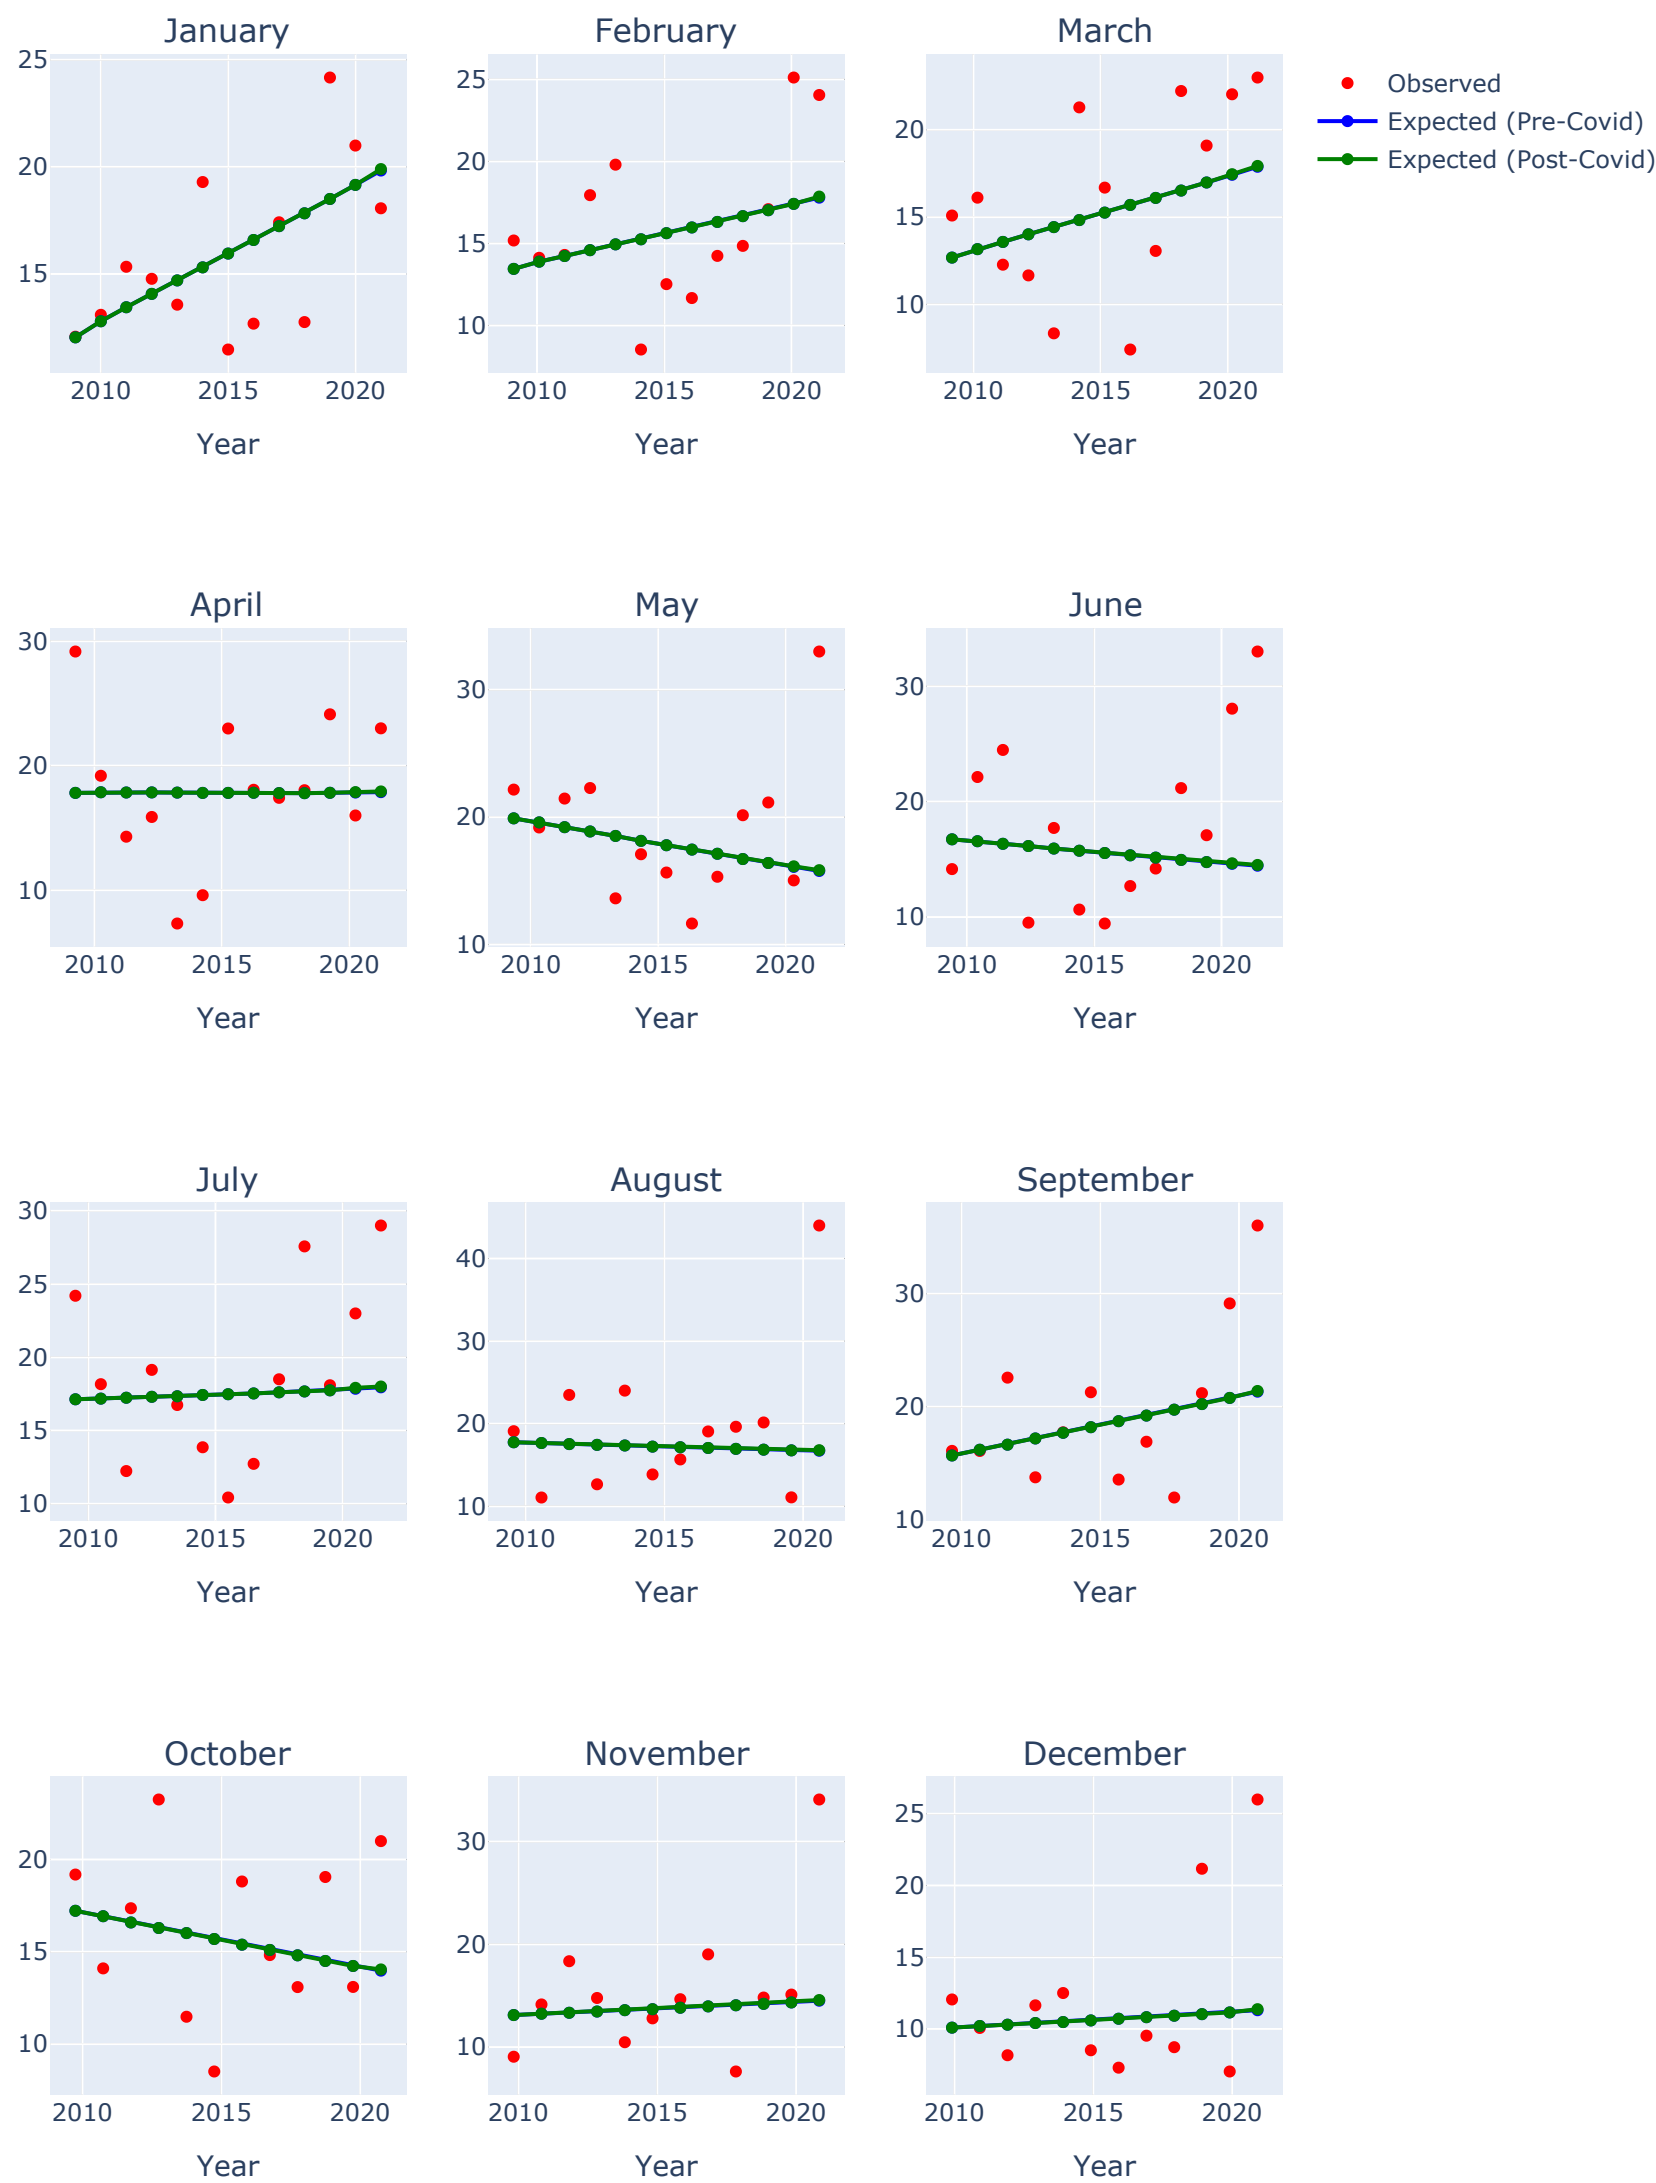 January February March
25
20
15
2010 2015 2020
Year
25
20
15
10
2010 2015 2020
Year
20
15
10
2010 2015 2020
Year
Observed
Expected (Pre-Covid)
Expected (Post-Covid)
April May June
30
20
10
2010 2015 2020
Year
30
20
10
2010 2015 2020
Year
30
20
10
2010 2015 2020
Year
July August September
30
25
20
15
10
2010 2015 2020
Year
40
30
20
10
2010 2015 2020
Year
30
20
10
2010 2015 2020
Year
October November December
20
15
10
2010 2015 2020
Year
30
20
10
2010 2015 2020
Year
25
20
15
10
2010 2015 2020
Year